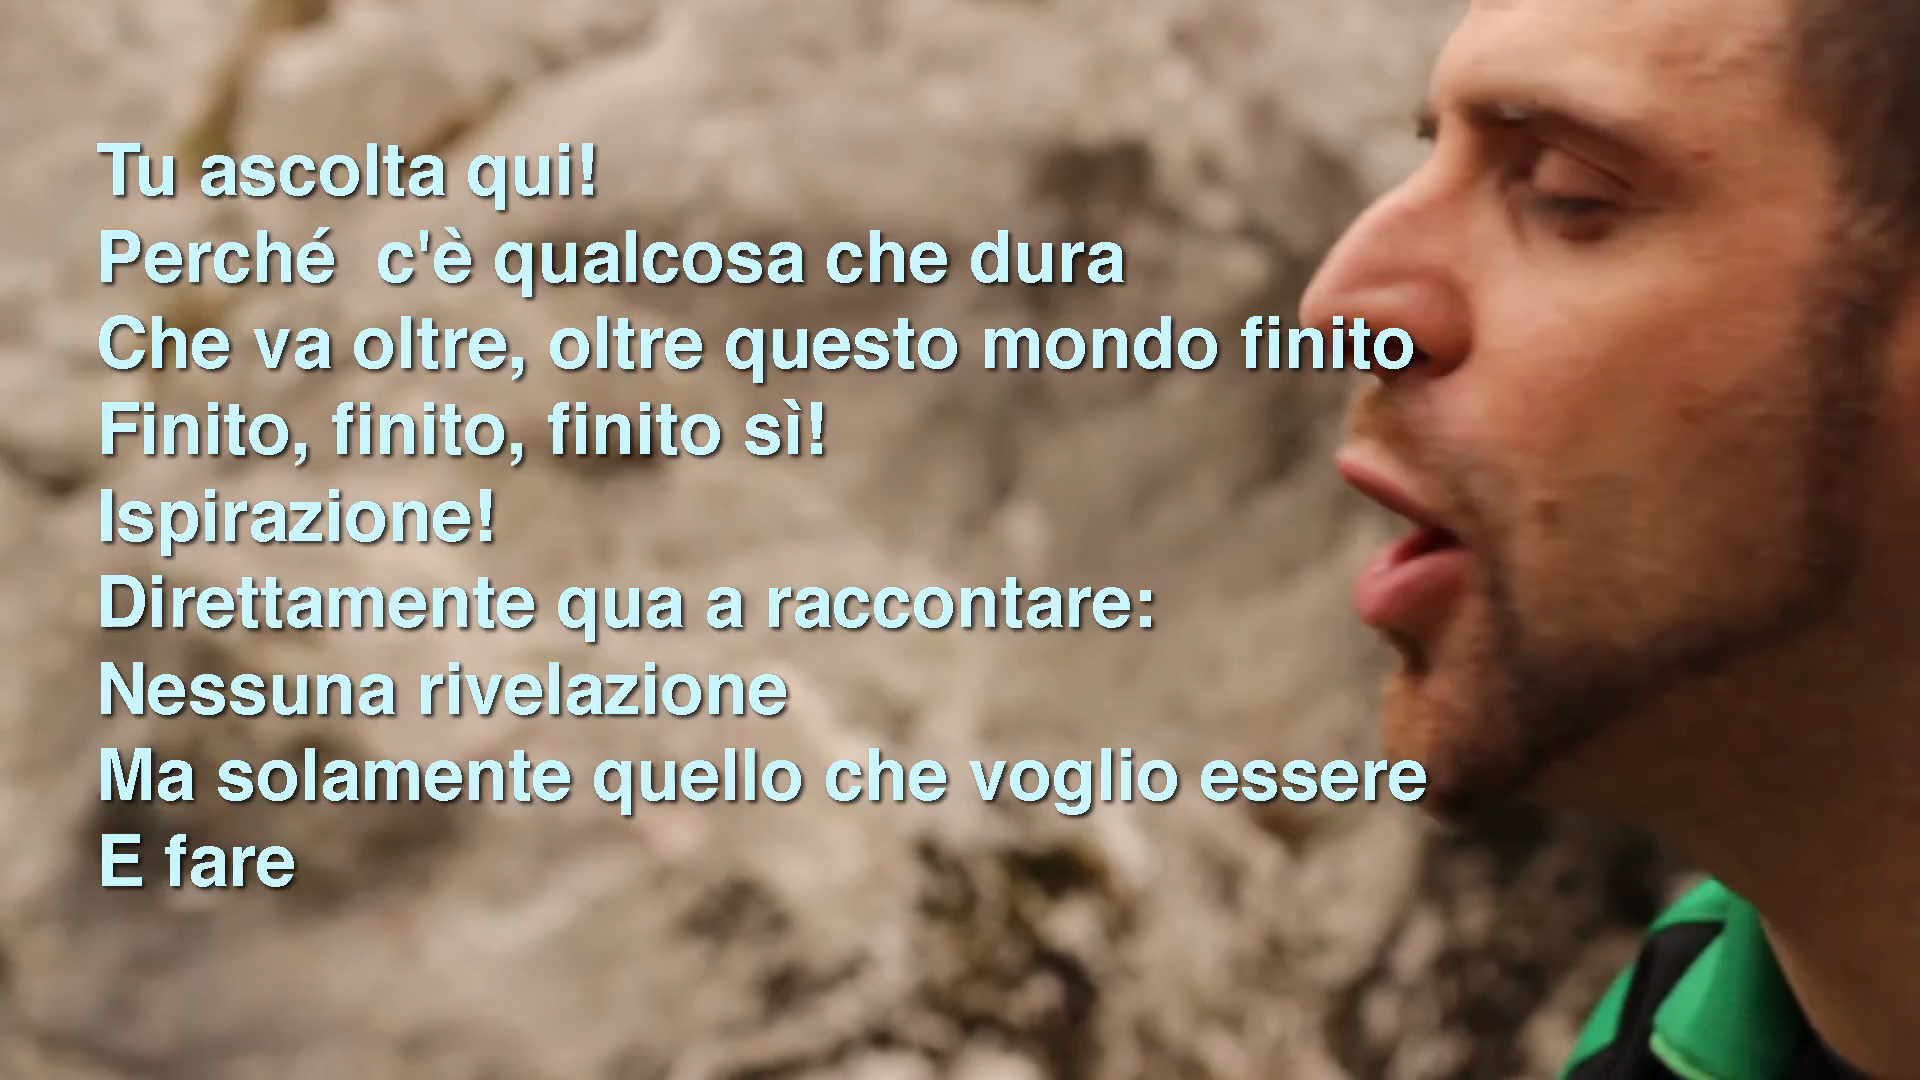 Tu ascolta qui!
Perché  c'è qualcosa che dura
Che va oltre, oltre questo mondo finito
Finito, finito, finito sì!
Ispirazione!
Direttamente qua a raccontare:
Nessuna rivelazione
Ma solamente quello che voglio essere
E fare